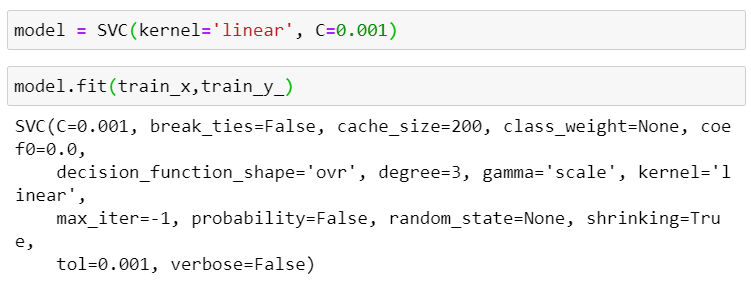 model = SVC(kernel='linear', C=0.001)
model.fit(train_x,train_y_)
SVC(C=0.001, break_ties=False, cache_size=200, class_weight=None, coe
f0=0.0,
    decision_function_shape='ovr', degree=3, gamma='scale', kernel='l
inear',
    max_iter=-1, probability=False, random_state=None, shrinking=Tru
e,
    tol=0.001, verbose=False)